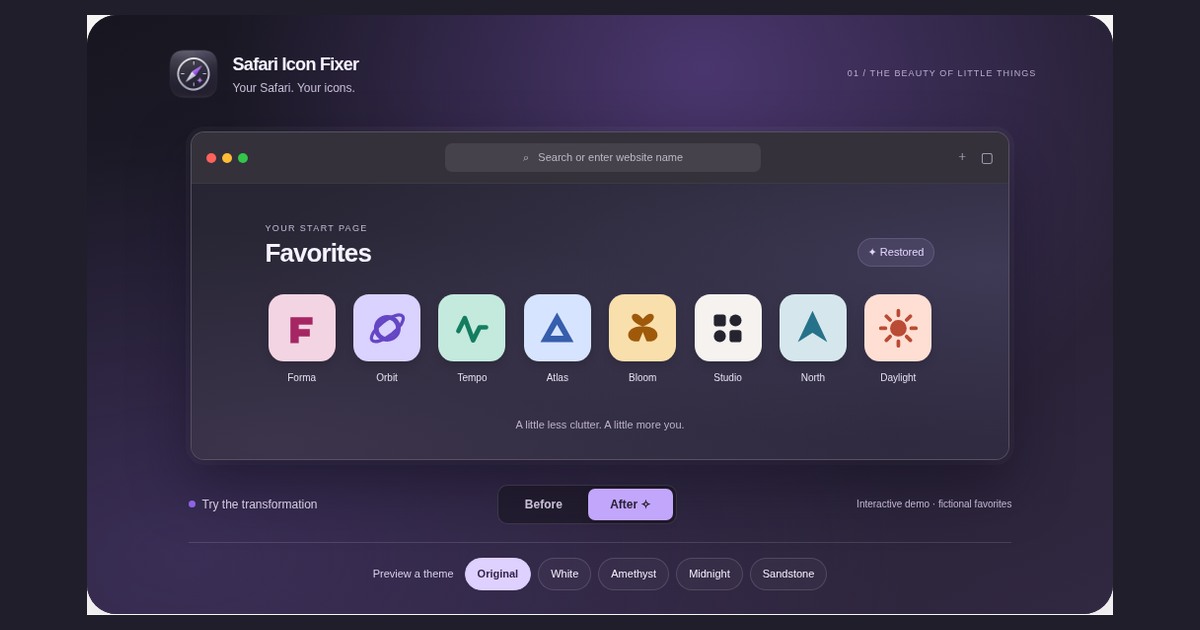 Safari Icon Fixer
Your Safari. Your icons.
01 / THE BEAUTY OF LITTLE THINGS
Search or enter website name
YOUR START PAGE
Favorites
✦ Restored
Forma
Orbit
Tempo
Atlas
Bloom
Studio
North
Daylight
A little less clutter. A little more you.
Try the transformation
Before
After ✧
Interactive demo · fictional favorites
Preview a theme
Original
White
Amethyst
Midnight
Sandstone